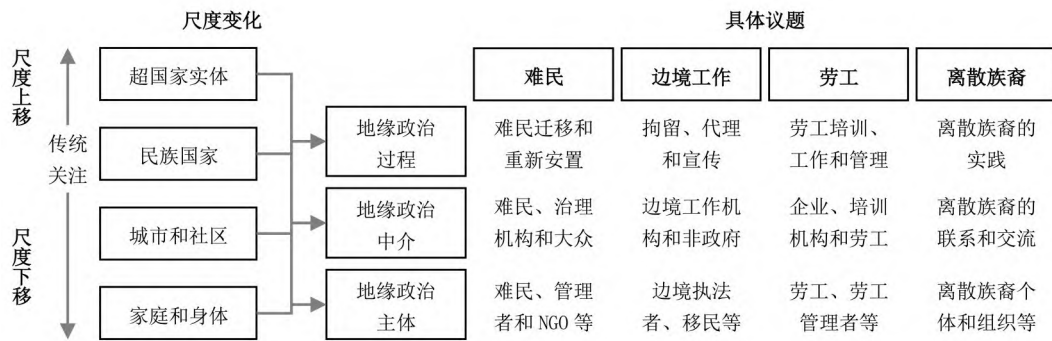 尺度变化
具体议题
尺度上移
传统
关注
尺度下移
超国家实体
民族国家
城市和社区
家庭和身体
地缘政治
过程
地缘政治
中介
地缘政治
主体
难民
边境工作
劳工
离散族裔
难民迁移和
重新安置
拘留、代理
和宣传
劳工培训、
工作和管理
离散族裔的
实践
难民、治理
机构和大众
边境工作机
构和非政府
企业、培训
机构和劳工
离散族裔的
联系和交流
难民、管理
者和 NGO 等
边境执法
者、移民等
劳工、劳工
管理者等
离散族裔个
体和组织等